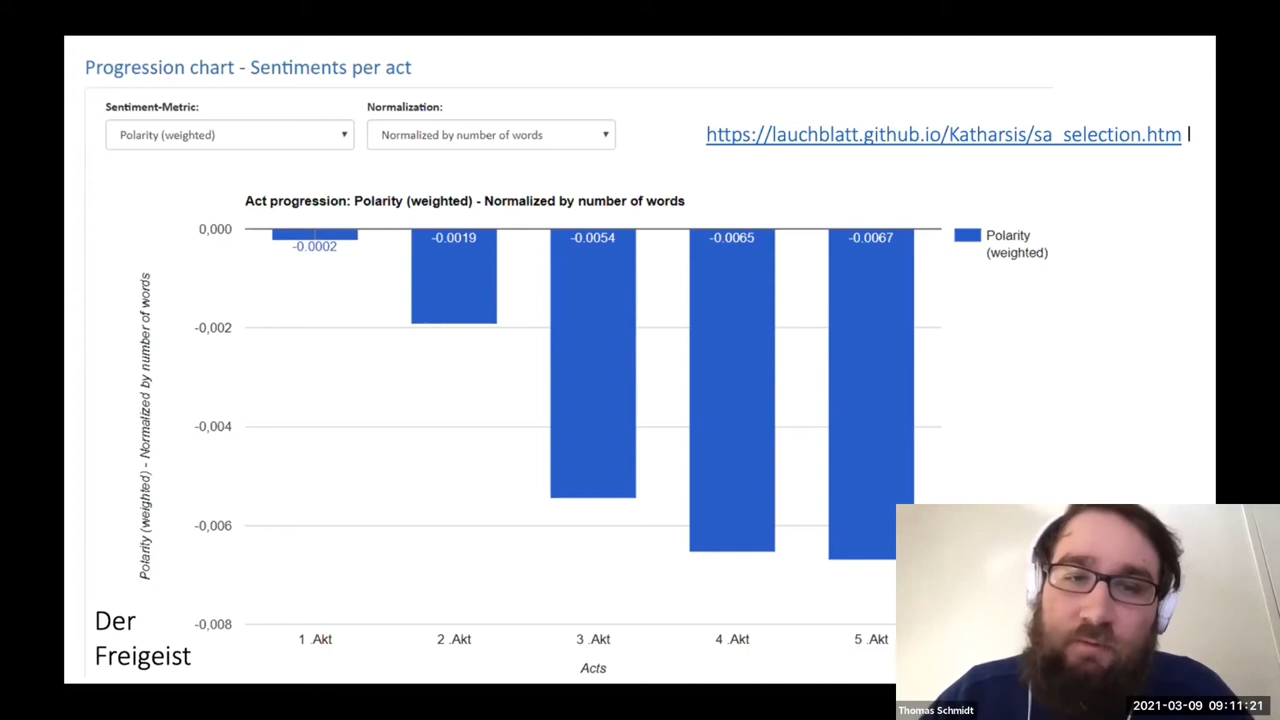 Progression chart - Sentiments per act
Sentiment-Metric:
Normalization:
Polarity (weighted)
Normalized by number of words
https://lauchblatt.github.io/Katharsis/sa_selection.htm l
Act progression: Polarity (weighted) - Normalized by number of words
Polarity (weighted) - Normalized by number of words
0,000
-0,002
-0,004
-0,006
-0,008
-0.0002
-0.0019
-0.0054
-0.0065
-0.0067
Polarity
(weighted)
1 .Akt
2 .Akt
3 .Akt
4 .Akt
5 .Akt
Acts
Der
Freigeist
Thomas Schmidt
2021-03-09 09:11:21